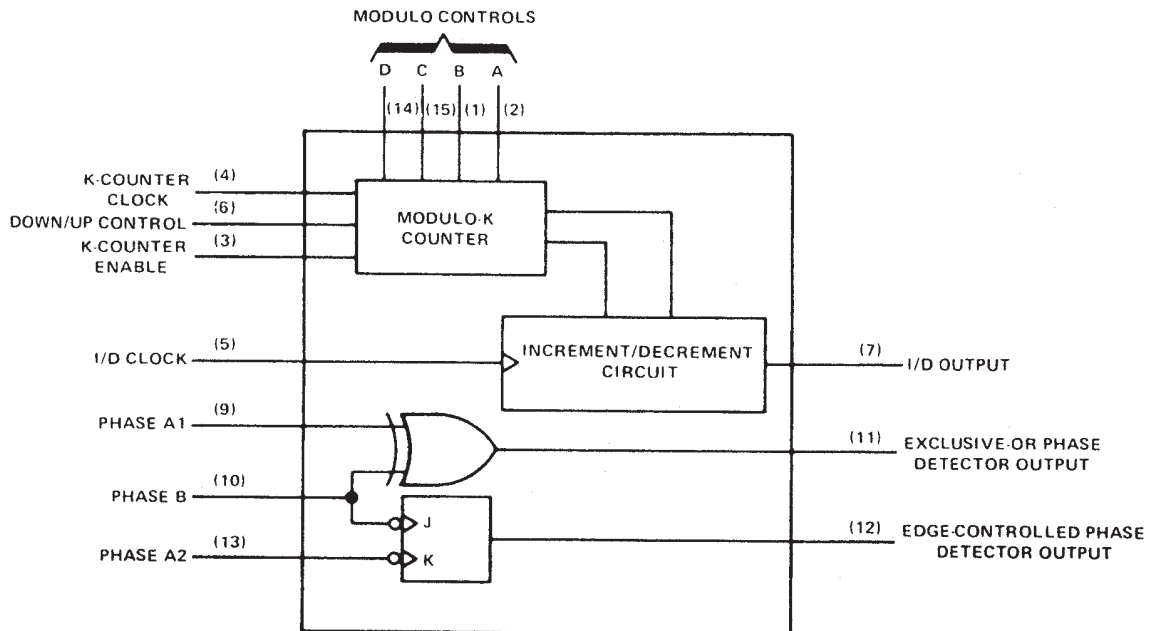 MODULO CONTROLS
D C B A
(14) (15) (1) (2)
K-COUNTER
CLOCK
(4)
DOWN/UP CONTROL
(6)
K-COUNTER
ENABLE
(3)
MODULO-K
COUNTER
I/D CLOCK
(5)
INCREMENT/DECREMENT
CIRCUIT
(7)
I/D OUTPUT
PHASE A1
(9)
(11)
EXCLUSIVE-OR PHASE
DETECTOR OUTPUT
PHASE B
(10)
J
K
(12)
EDGE-CONTROLLED PHASE
DETECTOR OUTPUT
PHASE A2
(13)